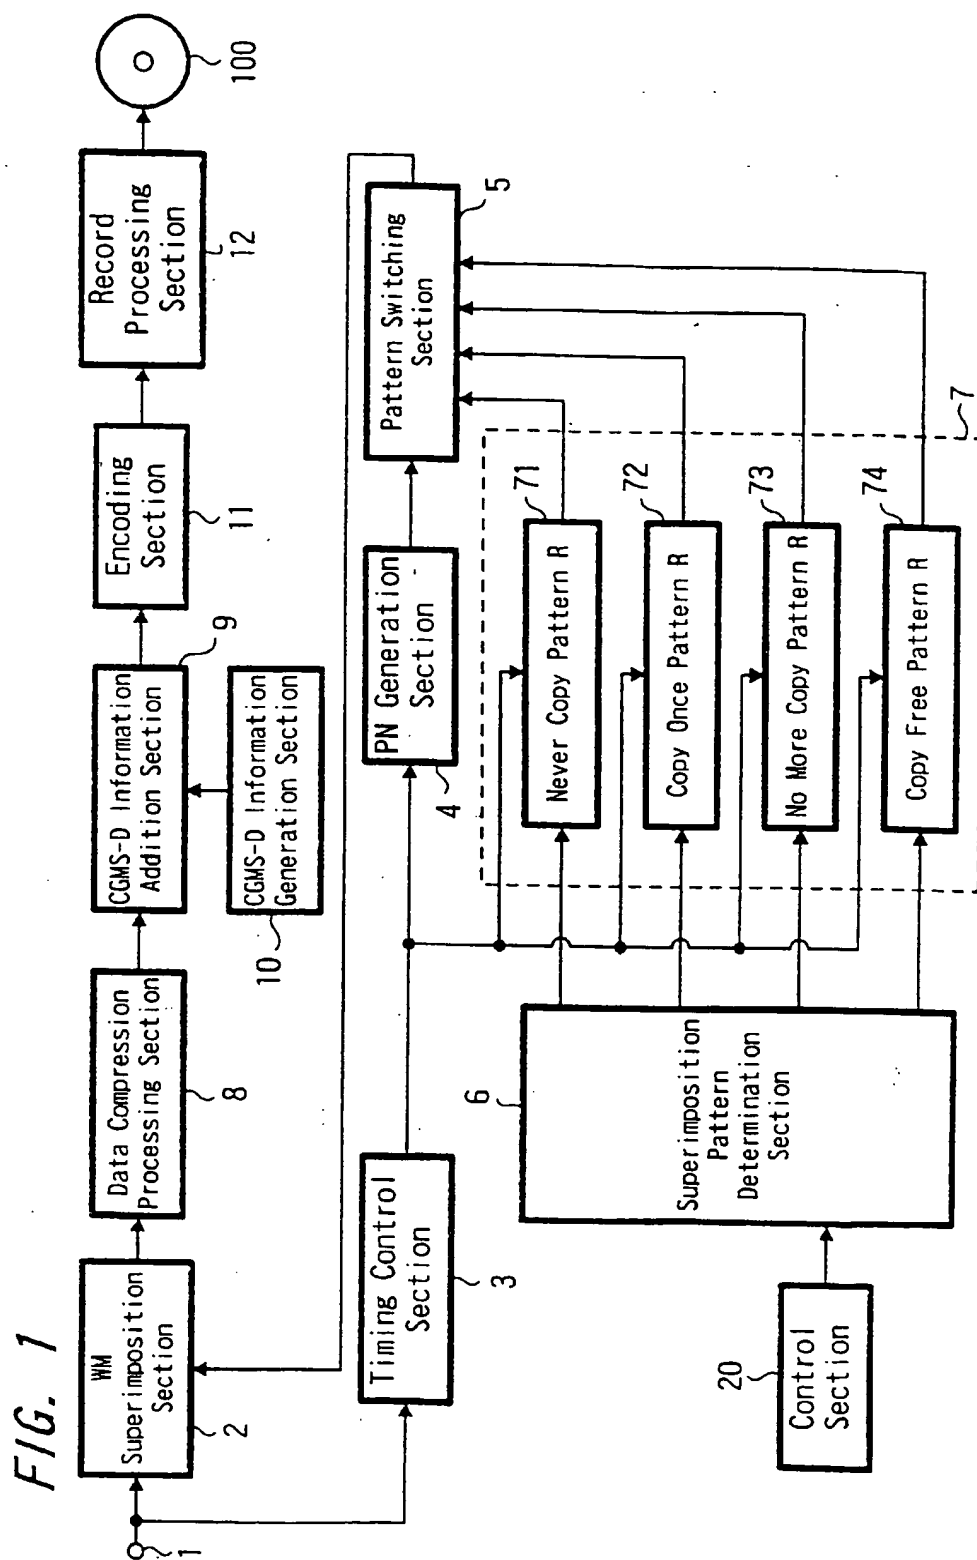 FIG. 1
1
WM
Superimposition
Section
2
Data Compression
Processing Section
8
CGMS-D Information
Addition Section
9
CGMS-D Information
Generation Section
10
Encoding
Section
11
Record
Processing
Section
12
100
Timing Control
Section
3
PN Generation
Section
4
Pattern Switching
Section
5
Control
Section
20
Superimposition
Pattern
Determination
Section
6
Never Copy Pattern R
71
Copy Once Pattern R
72
No More Copy Pattern R
73
Copy Free Pattern R
74
7